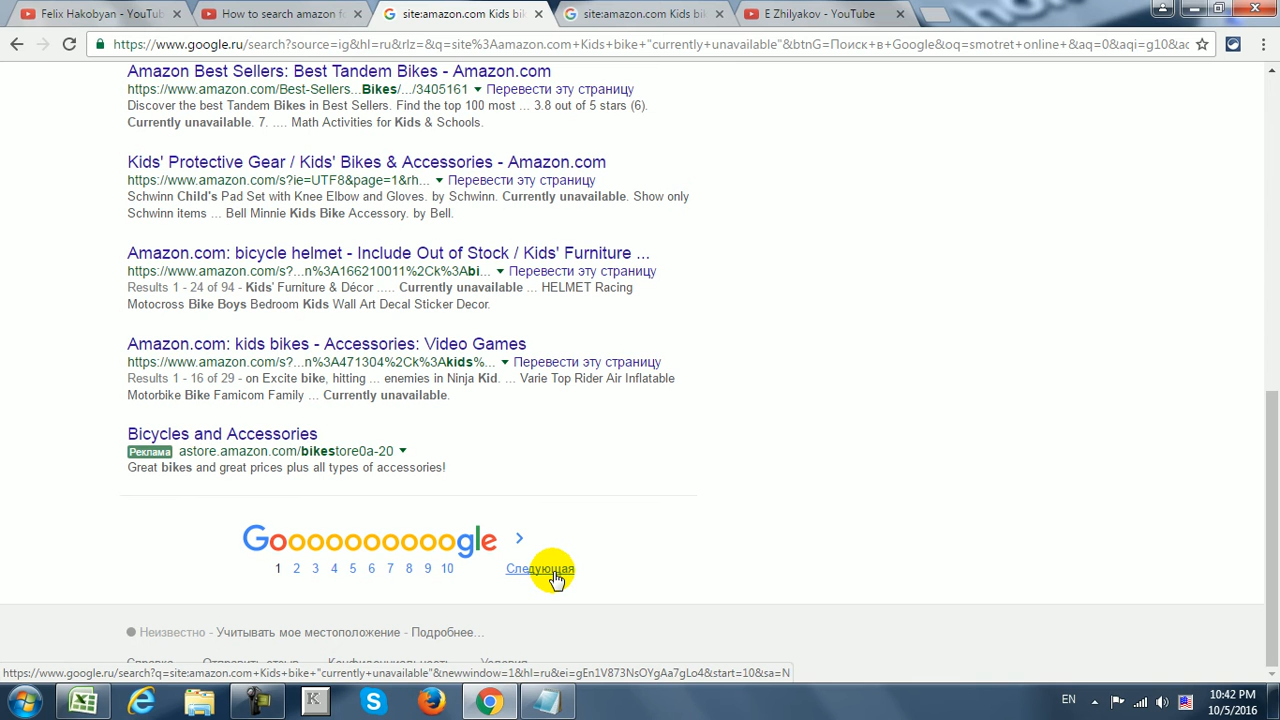 Felix Hakobyan - YouTub
How to search amazon fo
site:amazon.com Kids bik
site:amazon.com Kids bik
E Zhilyakov - YouTube
https://www.google.ru/search?source=ig&hl=ru&rlz=&q=site%3Aamazon.com+Kids+bike+"currently+unavailable"&btnG=Поиск+в+Google&oq=smotret+online+&aq=0&aqi=g10&ac
Amazon Best Sellers: Best Tandem Bikes - Amazon.com
https://www.amazon.com/Best-Sellers...Bikes/.../3405161 Перевести эту страницу
Discover the best Tandem Bikes in Best Sellers. Find the top 100 most ... 3.8 out of 5 stars (6).
Currently unavailable. 7. .... Math Activities for Kids & Schools.
Kids' Protective Gear / Kids' Bikes & Accessories - Amazon.com
https://www.amazon.com/s?ie=UTF8&page=1&rh... Перевести эту страницу
Schwinn Child's Pad Set with Knee Elbow and Gloves. by Schwinn. Currently unavailable. Show only
Schwinn items ... Bell Minnie Kids Bike Accessory. by Bell.
Amazon.com: bicycle helmet - Include Out of Stock / Kids' Furniture ...
https://www.amazon.com/s?...n%3A166210011%2Ck%3Abi... Перевести эту страницу
Results 1 - 24 of 94 - Kids' Furniture & Décor ..... Currently unavailable ... HELMET Racing
Motocross Bike Boys Bedroom Kids Wall Art Decal Sticker Decor.
Amazon.com: kids bikes - Accessories: Video Games
https://www.amazon.com/s?...n%3A471304%2Ck%3Akids%... Перевести эту страницу
Results 1 - 16 of 29 - on Excite bike, hitting ... enemies in Ninja Kid. ... Varie Top Rider Air Inflatable
Motorbike Bike Famicom Family ... Currently unavailable.
Bicycles and Accessories
Реклама astore.amazon.com/bikestore0a-20
Great bikes and great prices plus all types of accessories!
Goooooooooogle
1 2 3 4 5 6 7 8 9 10 Следующая
Неизвестно - Учитывать мое местоположение - Подробнее...
Справка Отправить отзыв Конфиденциальность Условия
https://www.google.ru/search?q=site:amazon.com+Kids+bike+"currently+unavailable"&newwindow=1&hl=ru&ei=gEn1V873NsOYgAa7gLo4&start=10&sa=N
EN
10:42 PM
10/5/2016